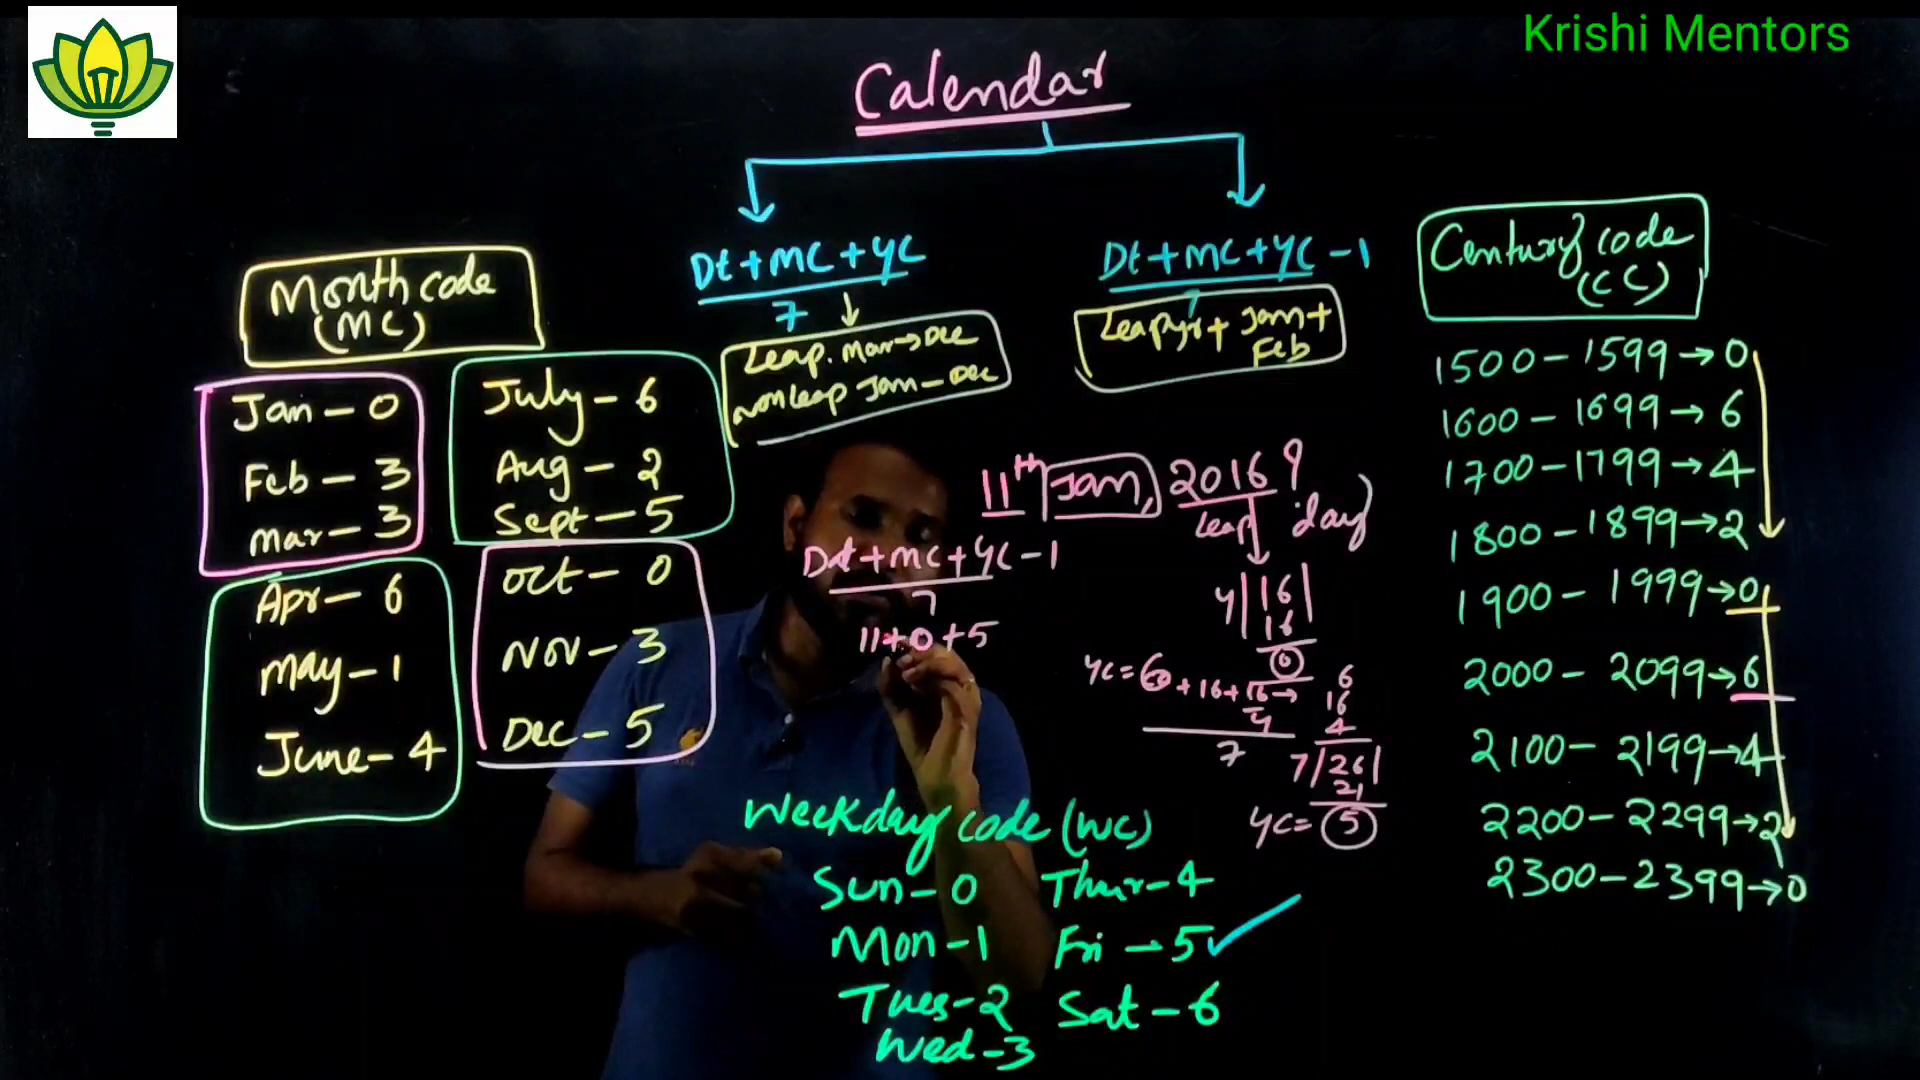 Krishi Mentors
Calendar
Dt + MC + YC
7
Leap. Mar → Dec
nonleap Jan - Dec
Dt + MC + YC - 1
7
Leap yr + Jan +
Feb
Month code
(MC)
Jan - 0
Feb - 3
Mar - 3
Apr - 6
May - 1
June - 4
July - 6
Aug - 2
Sept - 5
Oct - 0
Nov - 3
Dec - 5
11th Jan, 2016 ?
Leap day
Dt + MC + YC - 1
7
11 + 0 + 5
4|16|
16
0
YC = 6 + 16 + 16 →
4
7
6
16
4
7|26|
21
YC = 5
Weekday code (WC)
Sun - 0
Mon - 1
Tues - 2
Wed - 3
Thur - 4
Fri - 5 ✓
Sat - 6
Century code
(CC)
1500 - 1599 → 0
1600 - 1699 → 6
1700 - 1799 → 4
1800 - 1899 → 2
1900 - 1999 → 0
2000 - 2099 → 6
2100 - 2199 → 4
2200 - 2299 → 2
2300 - 2399 → 0